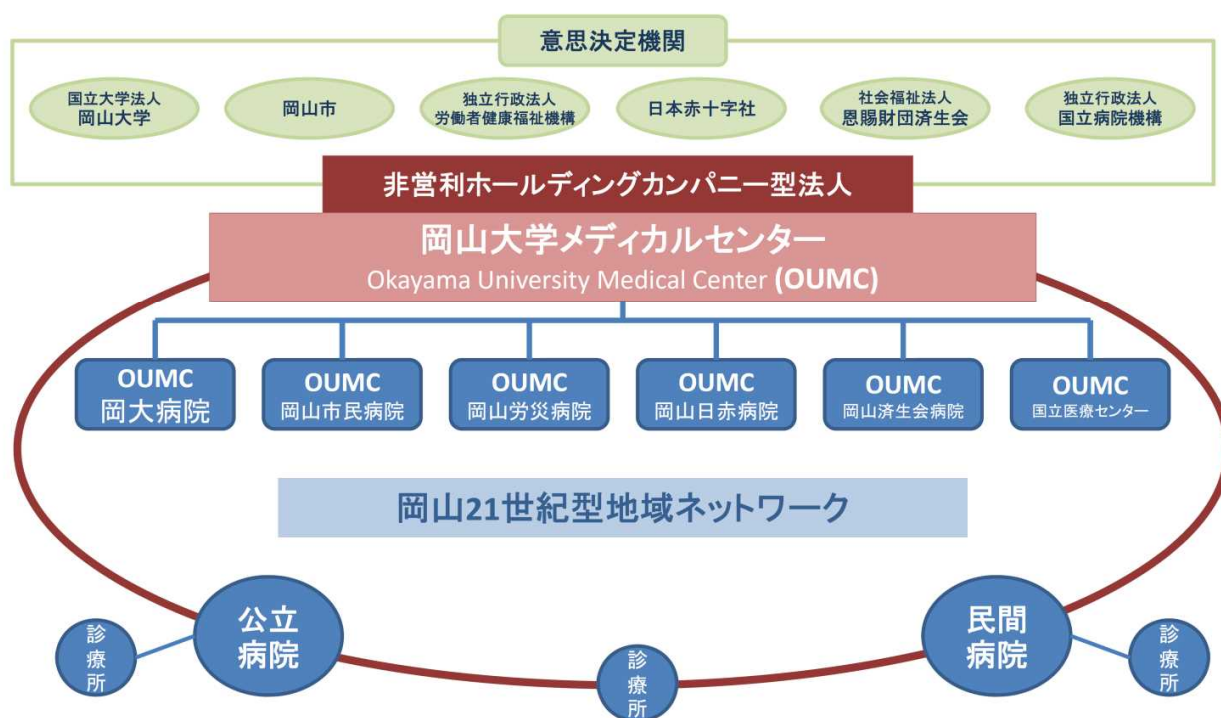 意思決定機関
国立大学法人
岡山大学
岡山市
独立行政法人
労働者健康福祉機構
日本赤十字社
社会福祉法人
恩賜財団済生会
独立行政法人
国立病院機構
非営利ホールディングカンパニー型法人
岡山大学メディカルセンター
Okayama University Medical Center (OUMC)
OUMC
岡大病院
OUMC
岡山市民病院
OUMC
岡山労災病院
OUMC
岡山日赤病院
OUMC
岡山済生会病院
OUMC
国立医療センター
岡山21世紀型地域ネットワーク
公立
病院
民間
病院
診療所
診療所
診療所